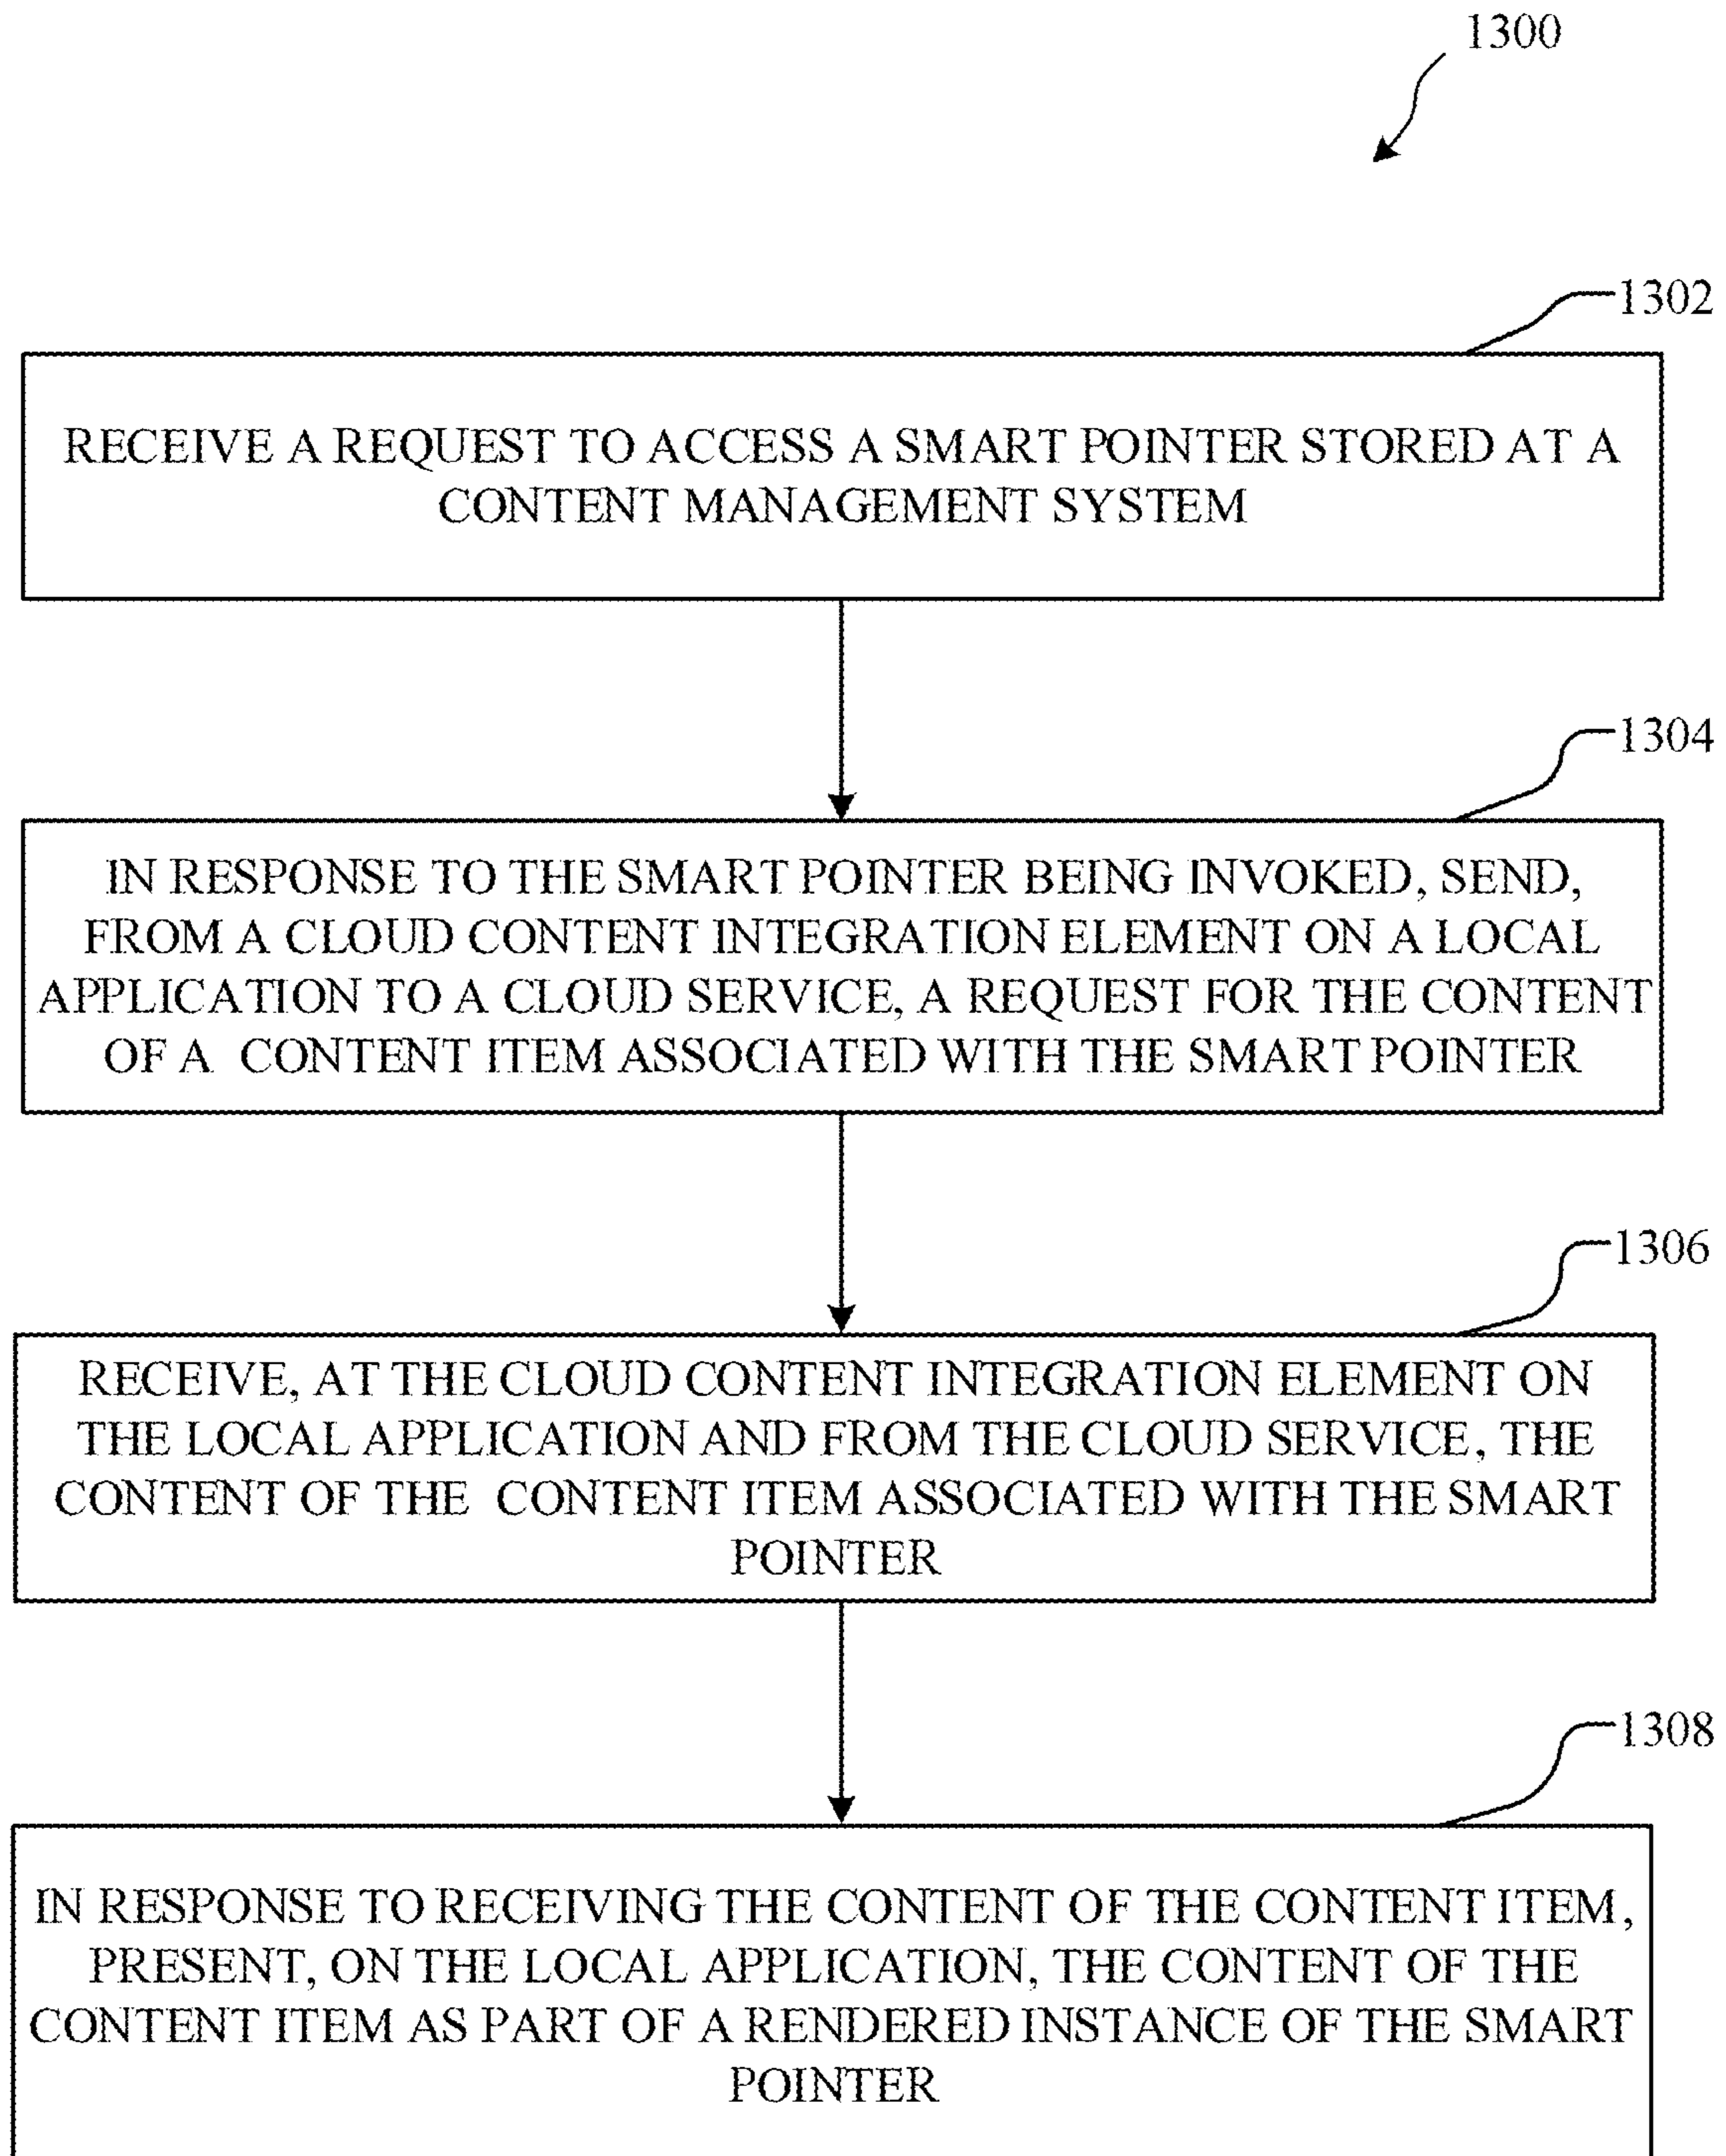 1300
1302
RECEIVE A REQUEST TO ACCESS A SMART POINTER STORED AT A
CONTENT MANAGEMENT SYSTEM
1304
IN RESPONSE TO THE SMART POINTER BEING INVOKED, SEND,
FROM A CLOUD CONTENT INTEGRATION ELEMENT ON A LOCAL
APPLICATION TO A CLOUD SERVICE, A REQUEST FOR THE CONTENT
OF A CONTENT ITEM ASSOCIATED WITH THE SMART POINTER
1306
RECEIVE, AT THE CLOUD CONTENT INTEGRATION ELEMENT ON
THE LOCAL APPLICATION AND FROM THE CLOUD SERVICE, THE
CONTENT OF THE CONTENT ITEM ASSOCIATED WITH THE SMART
POINTER
1308
IN RESPONSE TO RECEIVING THE CONTENT OF THE CONTENT ITEM,
PRESENT, ON THE LOCAL APPLICATION, THE CONTENT OF THE
CONTENT ITEM AS PART OF A RENDERED INSTANCE OF THE SMART
POINTER